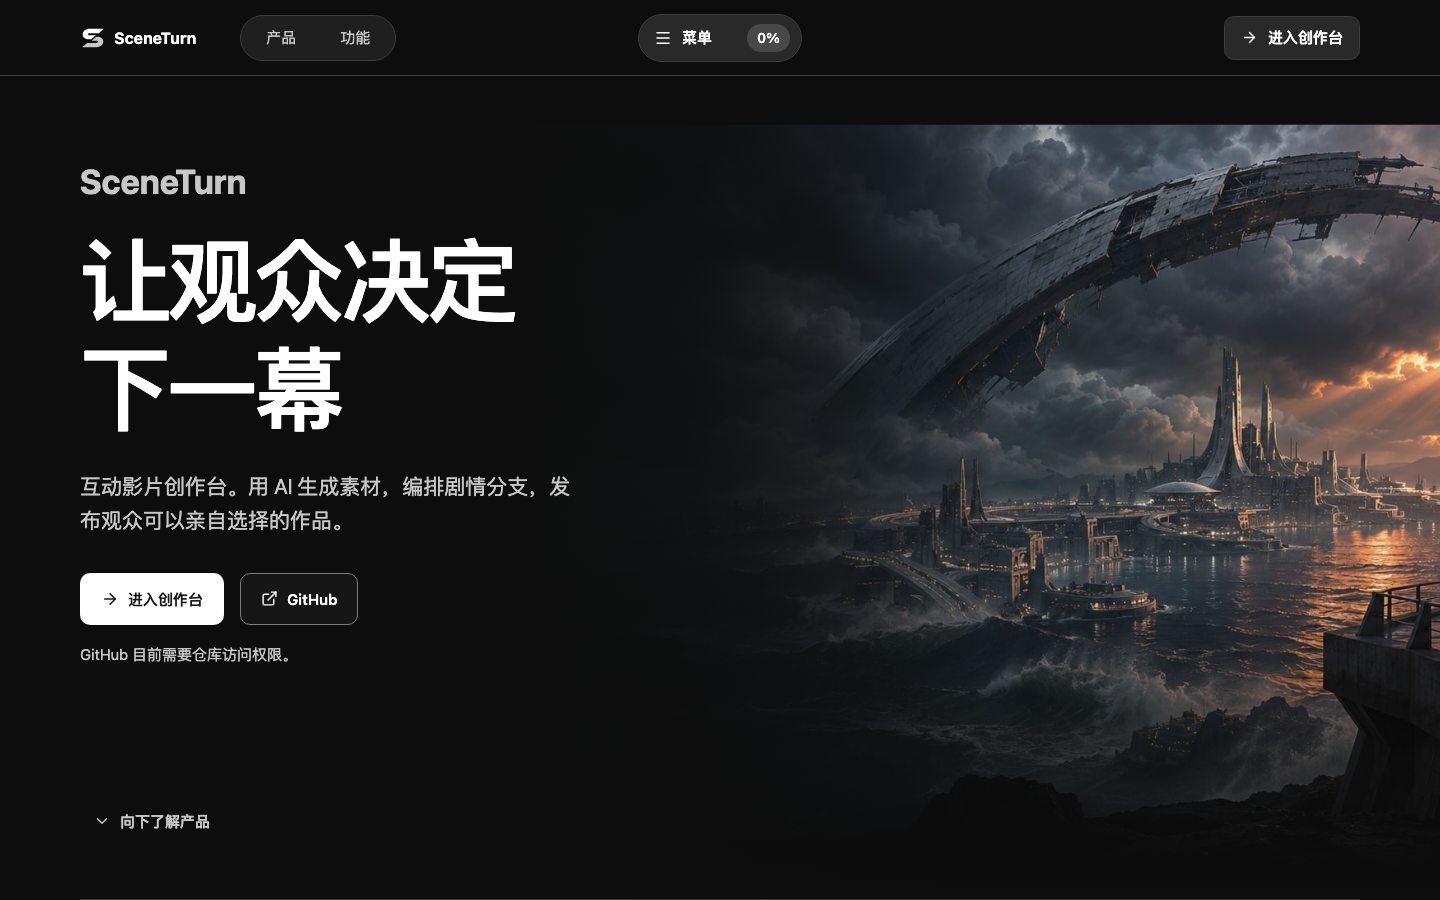 SceneTurn
产品
功能
菜单
0%
进入创作台
SceneTurn
让观众决定
下一幕
互动影片创作台。用 AI 生成素材，编排剧情分支，发
布观众可以亲自选择的作品。
进入创作台
GitHub
GitHub 目前需要仓库访问权限。
向下了解产品